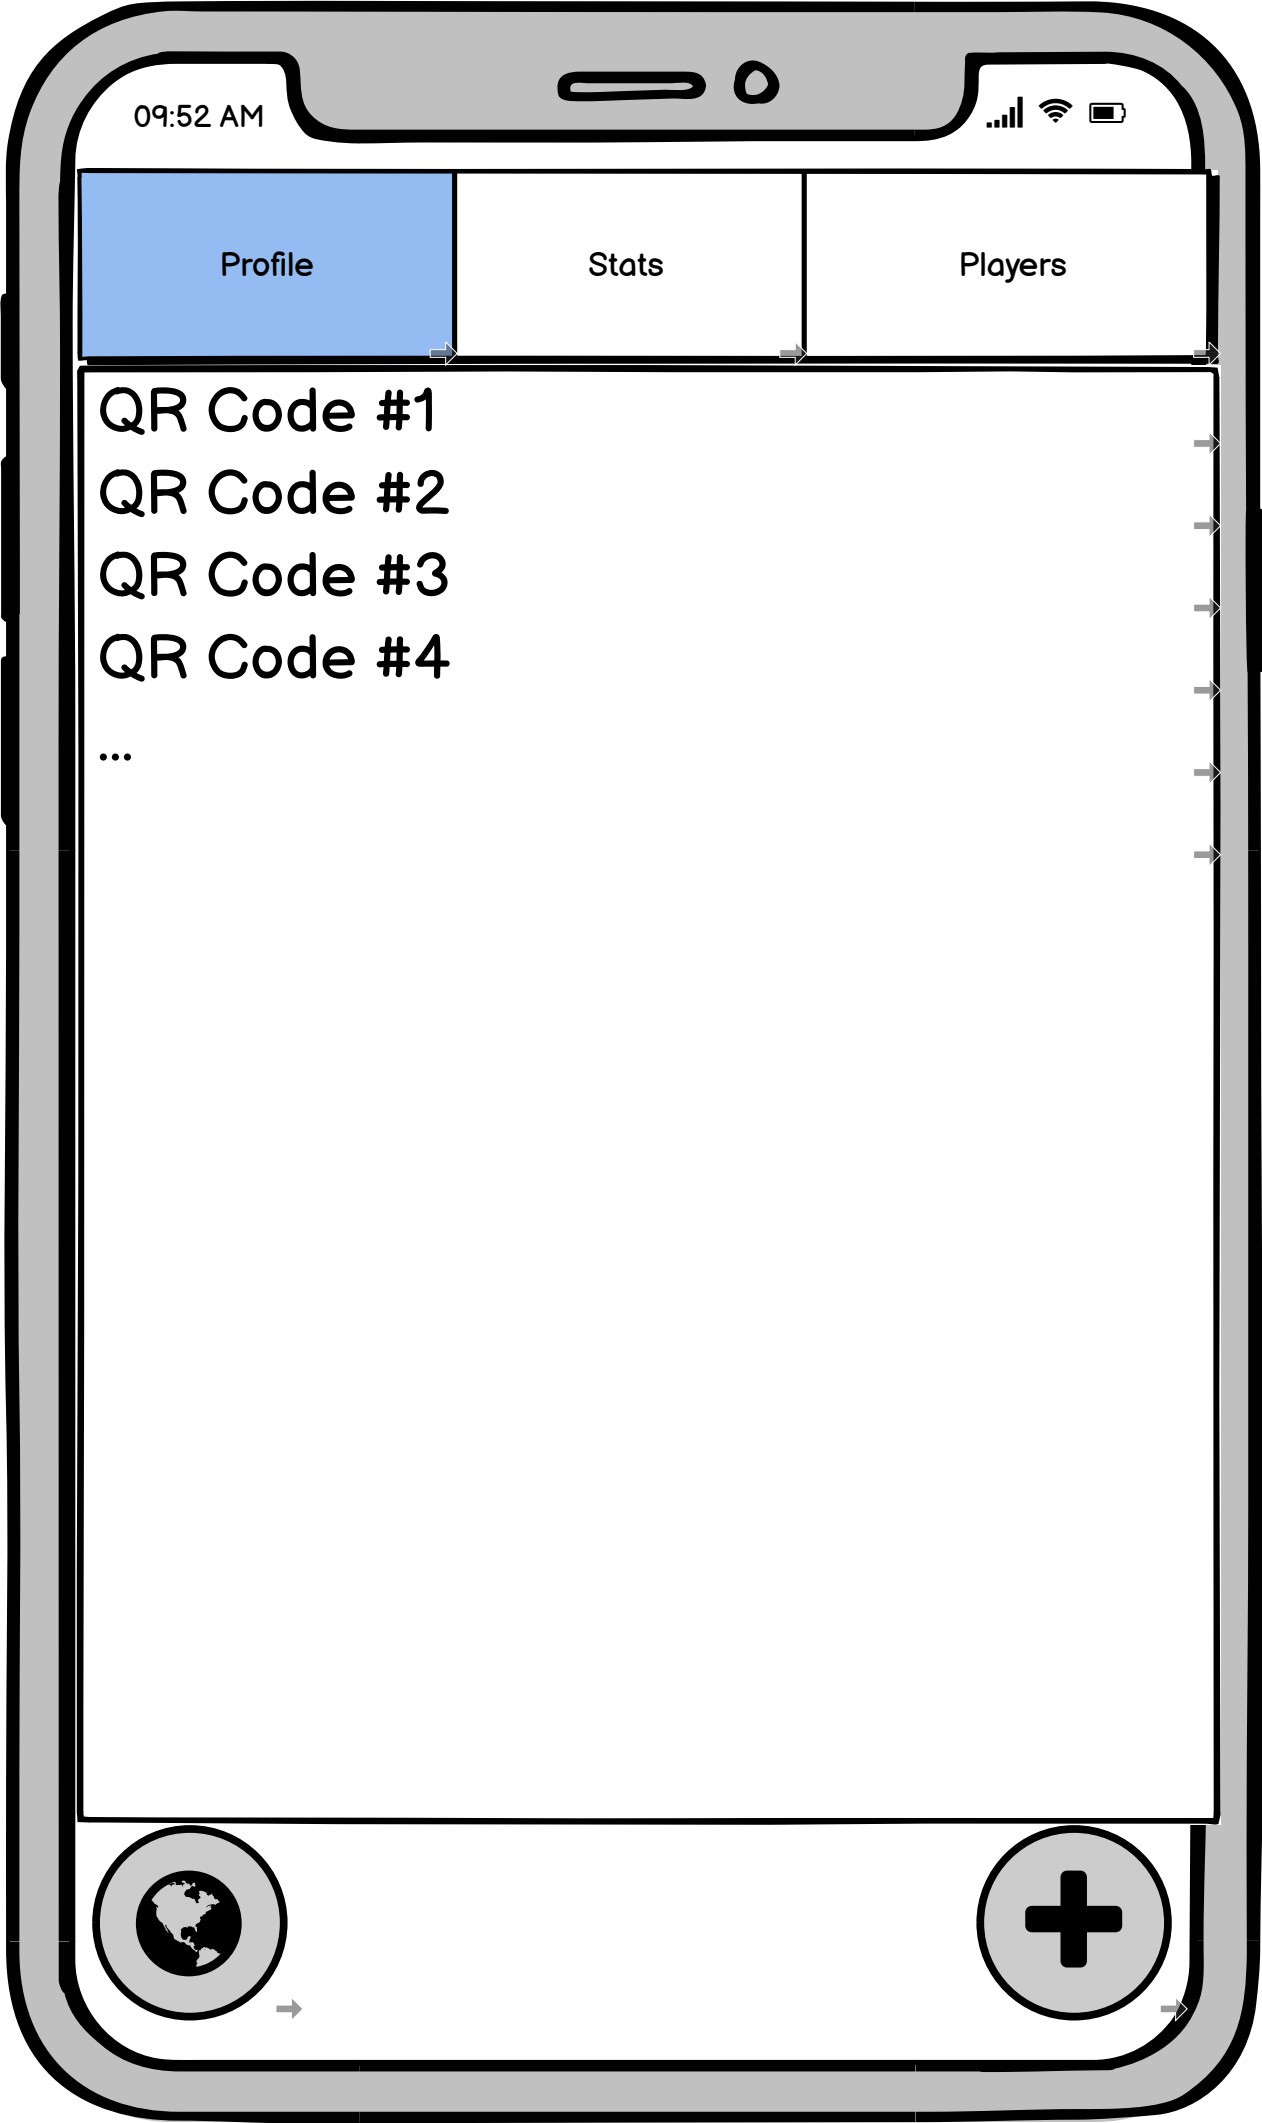 09:52 AM
Profile
Stats
Players
QR Code #1
QR Code #2
QR Code #3
QR Code #4
...